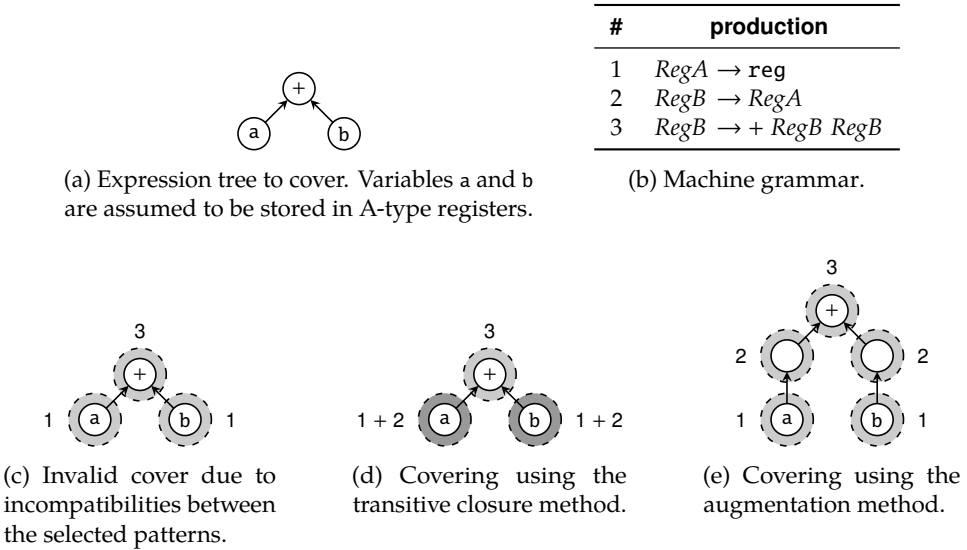 # production
1 RegA → reg
2 RegB → RegA
3 RegB → + RegB RegB
+
a b
(a) Expression tree to cover. Variables a and b
are assumed to be stored in A-type registers.
(b) Machine grammar.
3
+
1 a b 1
(c) Invalid cover due to
incompatibilities between
the selected patterns.
3
+
1 + 2 a b 1 + 2
(d) Covering using the
transitive closure method.
3
+
2 2
1 a b 1
(e) Covering using the
augmentation method.